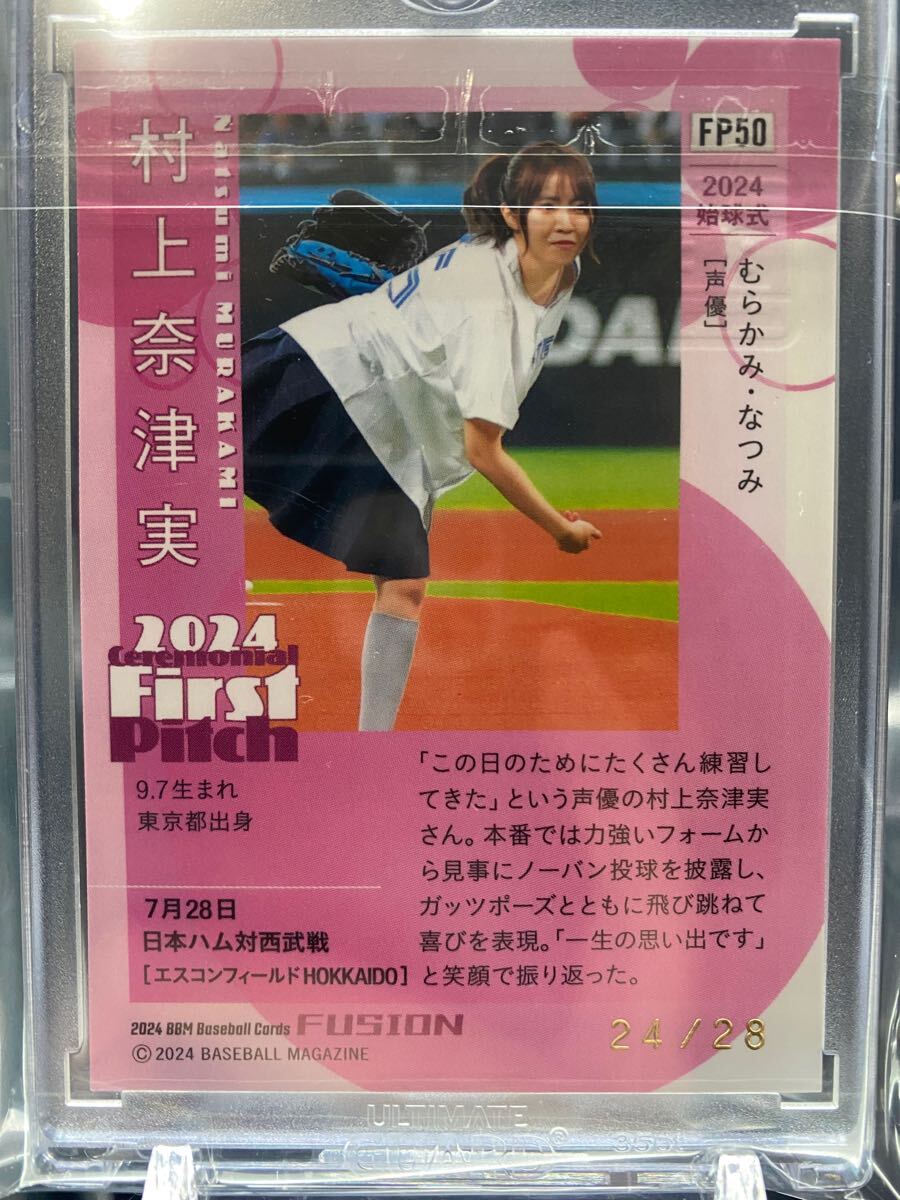 村上奈津実
Natsumi MURAKAMI
FP50
2024
始球式
むらかみ・なつみ
[声優]
DAI
2024
Ceremonial
First
Pitch
9.7生まれ
東京都出身
7月28日
日本ハム対西武戦
[エスコンフィールドHOKKAIDO]
「この日のためにたくさん練習し
てきた」という声優の村上奈津実
さん。本番では力強いフォームか
ら見事にノーバン投球を披露し、
ガッツポーズとともに飛び跳ねて
喜びを表現。「一生の思い出です」
と笑顔で振り返った。
2024 BBM Baseball Cards FUSION
©2024 BASEBALL MAGAZINE
24/28
ULTIMATE
GUARD®